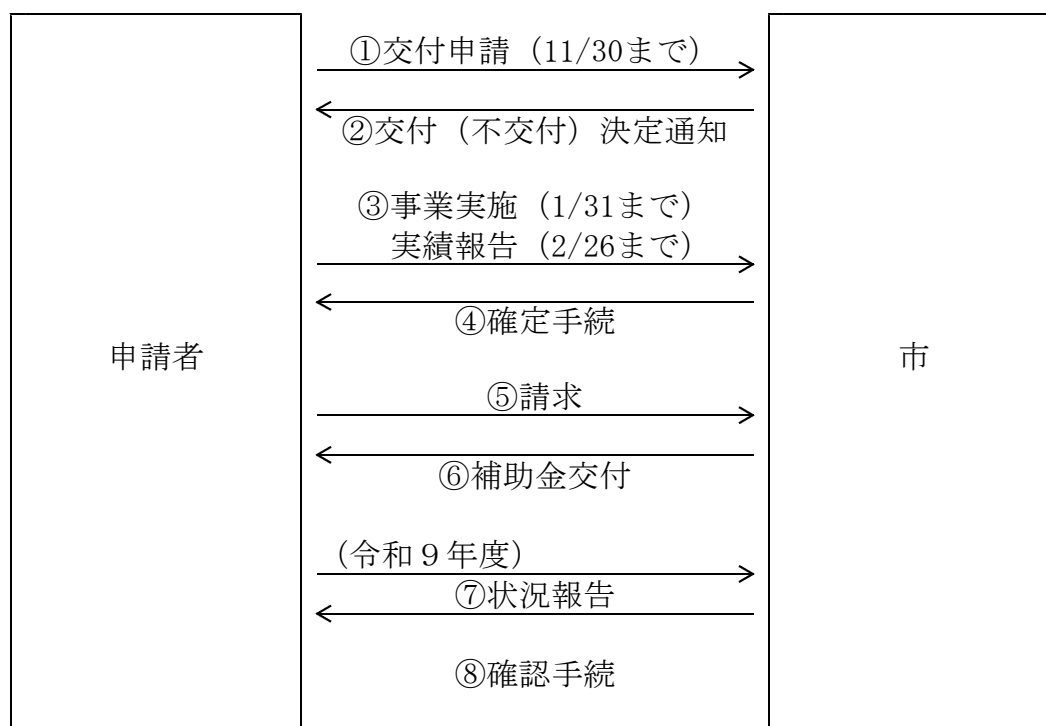 ①交付申請（11/30まで）
②交付（不交付）決定通知
③事業実施（1/31まで）
実績報告（2/26まで）
④確定手続
申請者
市
⑤請求
⑥補助金交付
（令和９年度）
⑦状況報告
⑧確認手続